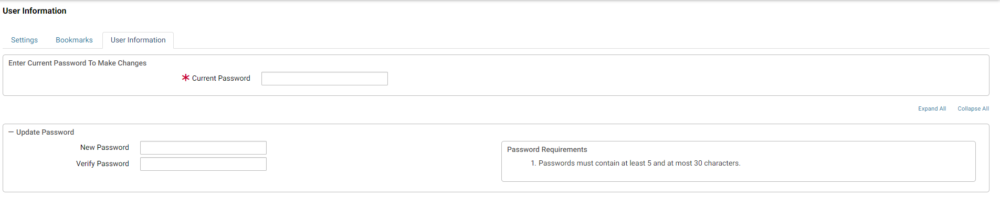 User Information
Settings Bookmarks User Information
Enter Current Password To Make Changes
* Current Password
Expand All Collapse All
— Update Password
New Password
Verify Password
Password Requirements
1. Passwords must contain at least 5 and at most 30 characters.